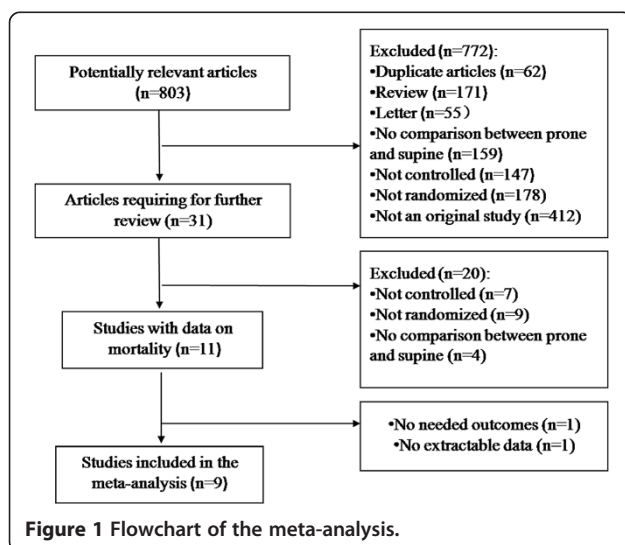 Potentially relevant articles
(n=803)
Excluded (n=772):
•Duplicate articles (n=62)
•Review (n=171)
•Letter (n=55）
•No comparison between prone
and supine (n=159)
•Not controlled (n=147)
•Not randomized (n=178)
•Not an original study (n=412)
Articles requiring for further
review (n=31)
Excluded (n=20):
•Not controlled (n=7)
•Not randomized (n=9)
•No comparison between prone
and supine (n=4)
Studies with data on
mortality (n=11)
•No needed outcomes (n=1)
•No extractable data (n=1)
Studies included in the
meta-analysis (n=9)
Figure 1 Flowchart of the meta-analysis.